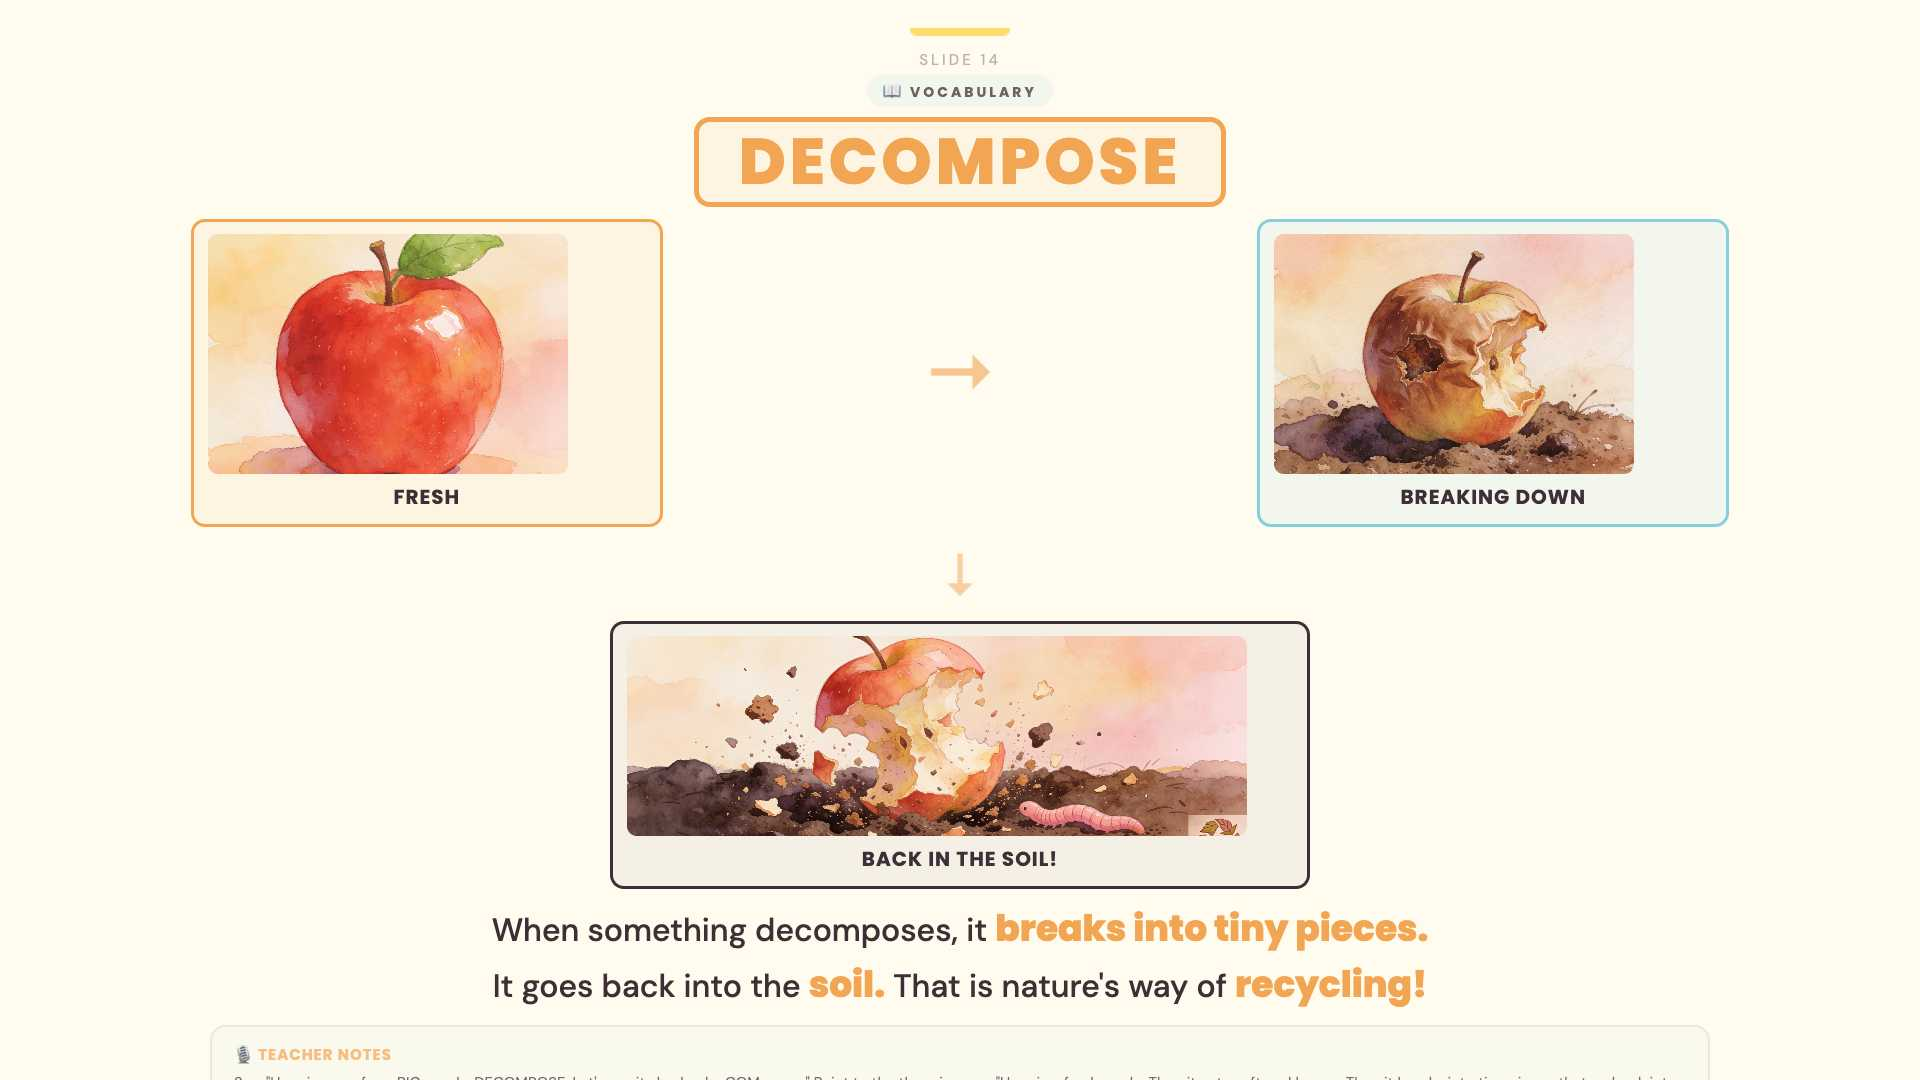 SLIDE 14
📖 VOCABULARY
DECOMPOSE
FRESH
→
BREAKING DOWN
↓
BACK IN THE SOIL!
When something decomposes, it breaks into tiny pieces.
It goes back into the soil. That is nature's way of recycling!
🎙️ TEACHER NOTES